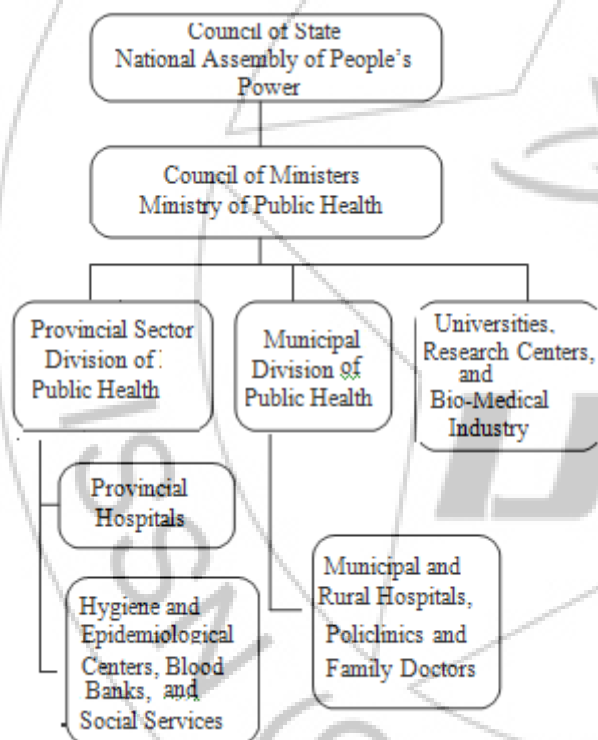 Council of State
National Assembly of People's
Power
Council of Ministers
Ministry of Public Health
Provincial Sector
Division of
Public Health
Municipal
Division of
Public Health
Universities,
Research Centers,
and
Bio-Medical
Industry
Provincial
Hospitals
Hygiene and
Epidemiological
Centers, Blood
Banks, and
Social Services
Municipal and
Rural Hospitals,
Policlinics and
Family Doctors
ISSN
IJ